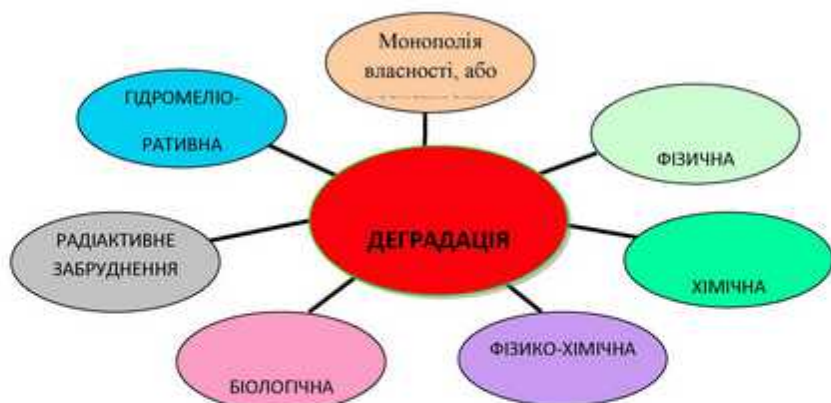 Монополія
власності, або
ГІДРОМЕЛІО-
РАТИВНА
ФІЗИЧНА
ДЕГРАДАЦІЯ
РАДІАКТИВНЕ
ЗАБРУДНЕННЯ
ХІМІЧНА
ФІЗИКО-ХІМІЧНА
БІОЛОГІЧНА